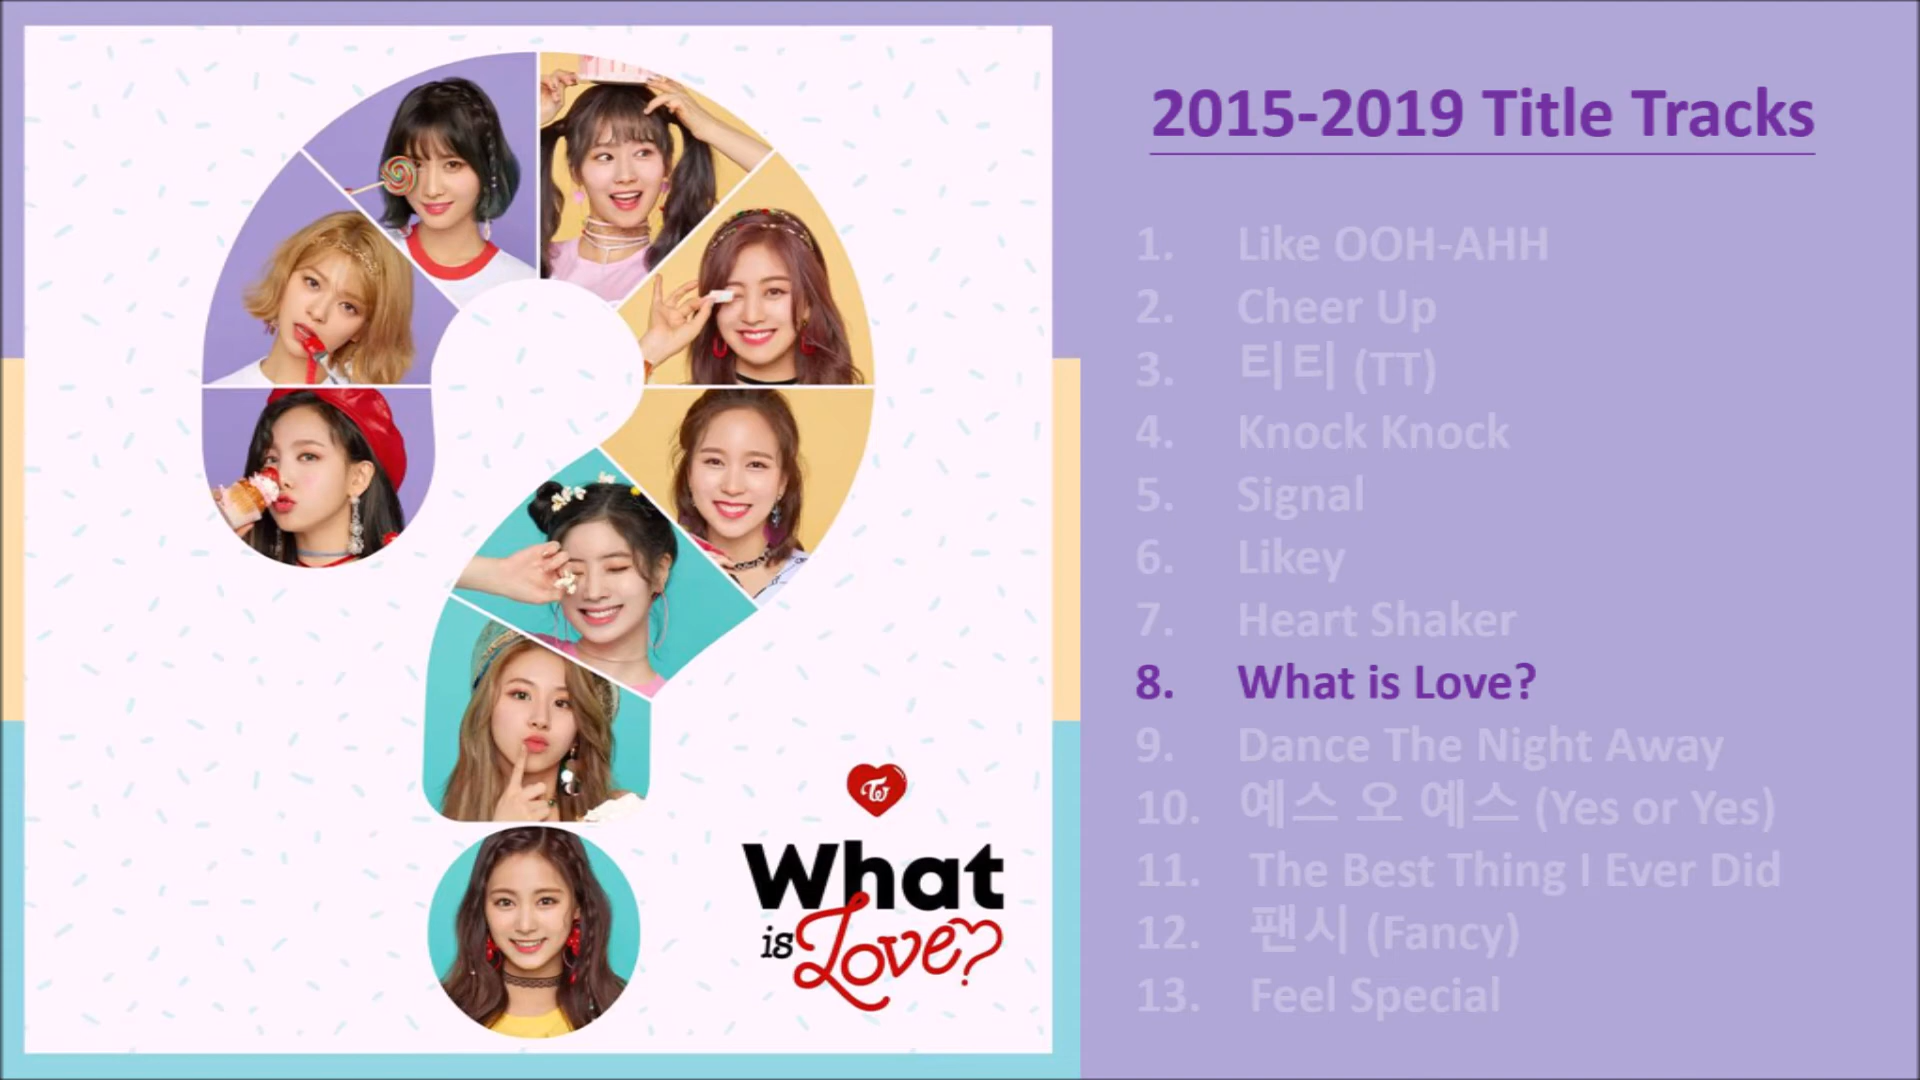 What
is Love?
2015-2019 Title Tracks
1. Like OOH-AHH
2. Cheer Up
3. 티티 (TT)
4. Knock Knock
5. Signal
6. Likey
7. Heart Shaker
8. What is Love?
9. Dance The Night Away
10. 예스 오 예스 (Yes or Yes)
11. The Best Thing I Ever Did
12. 팬시 (Fancy)
13. Feel Special